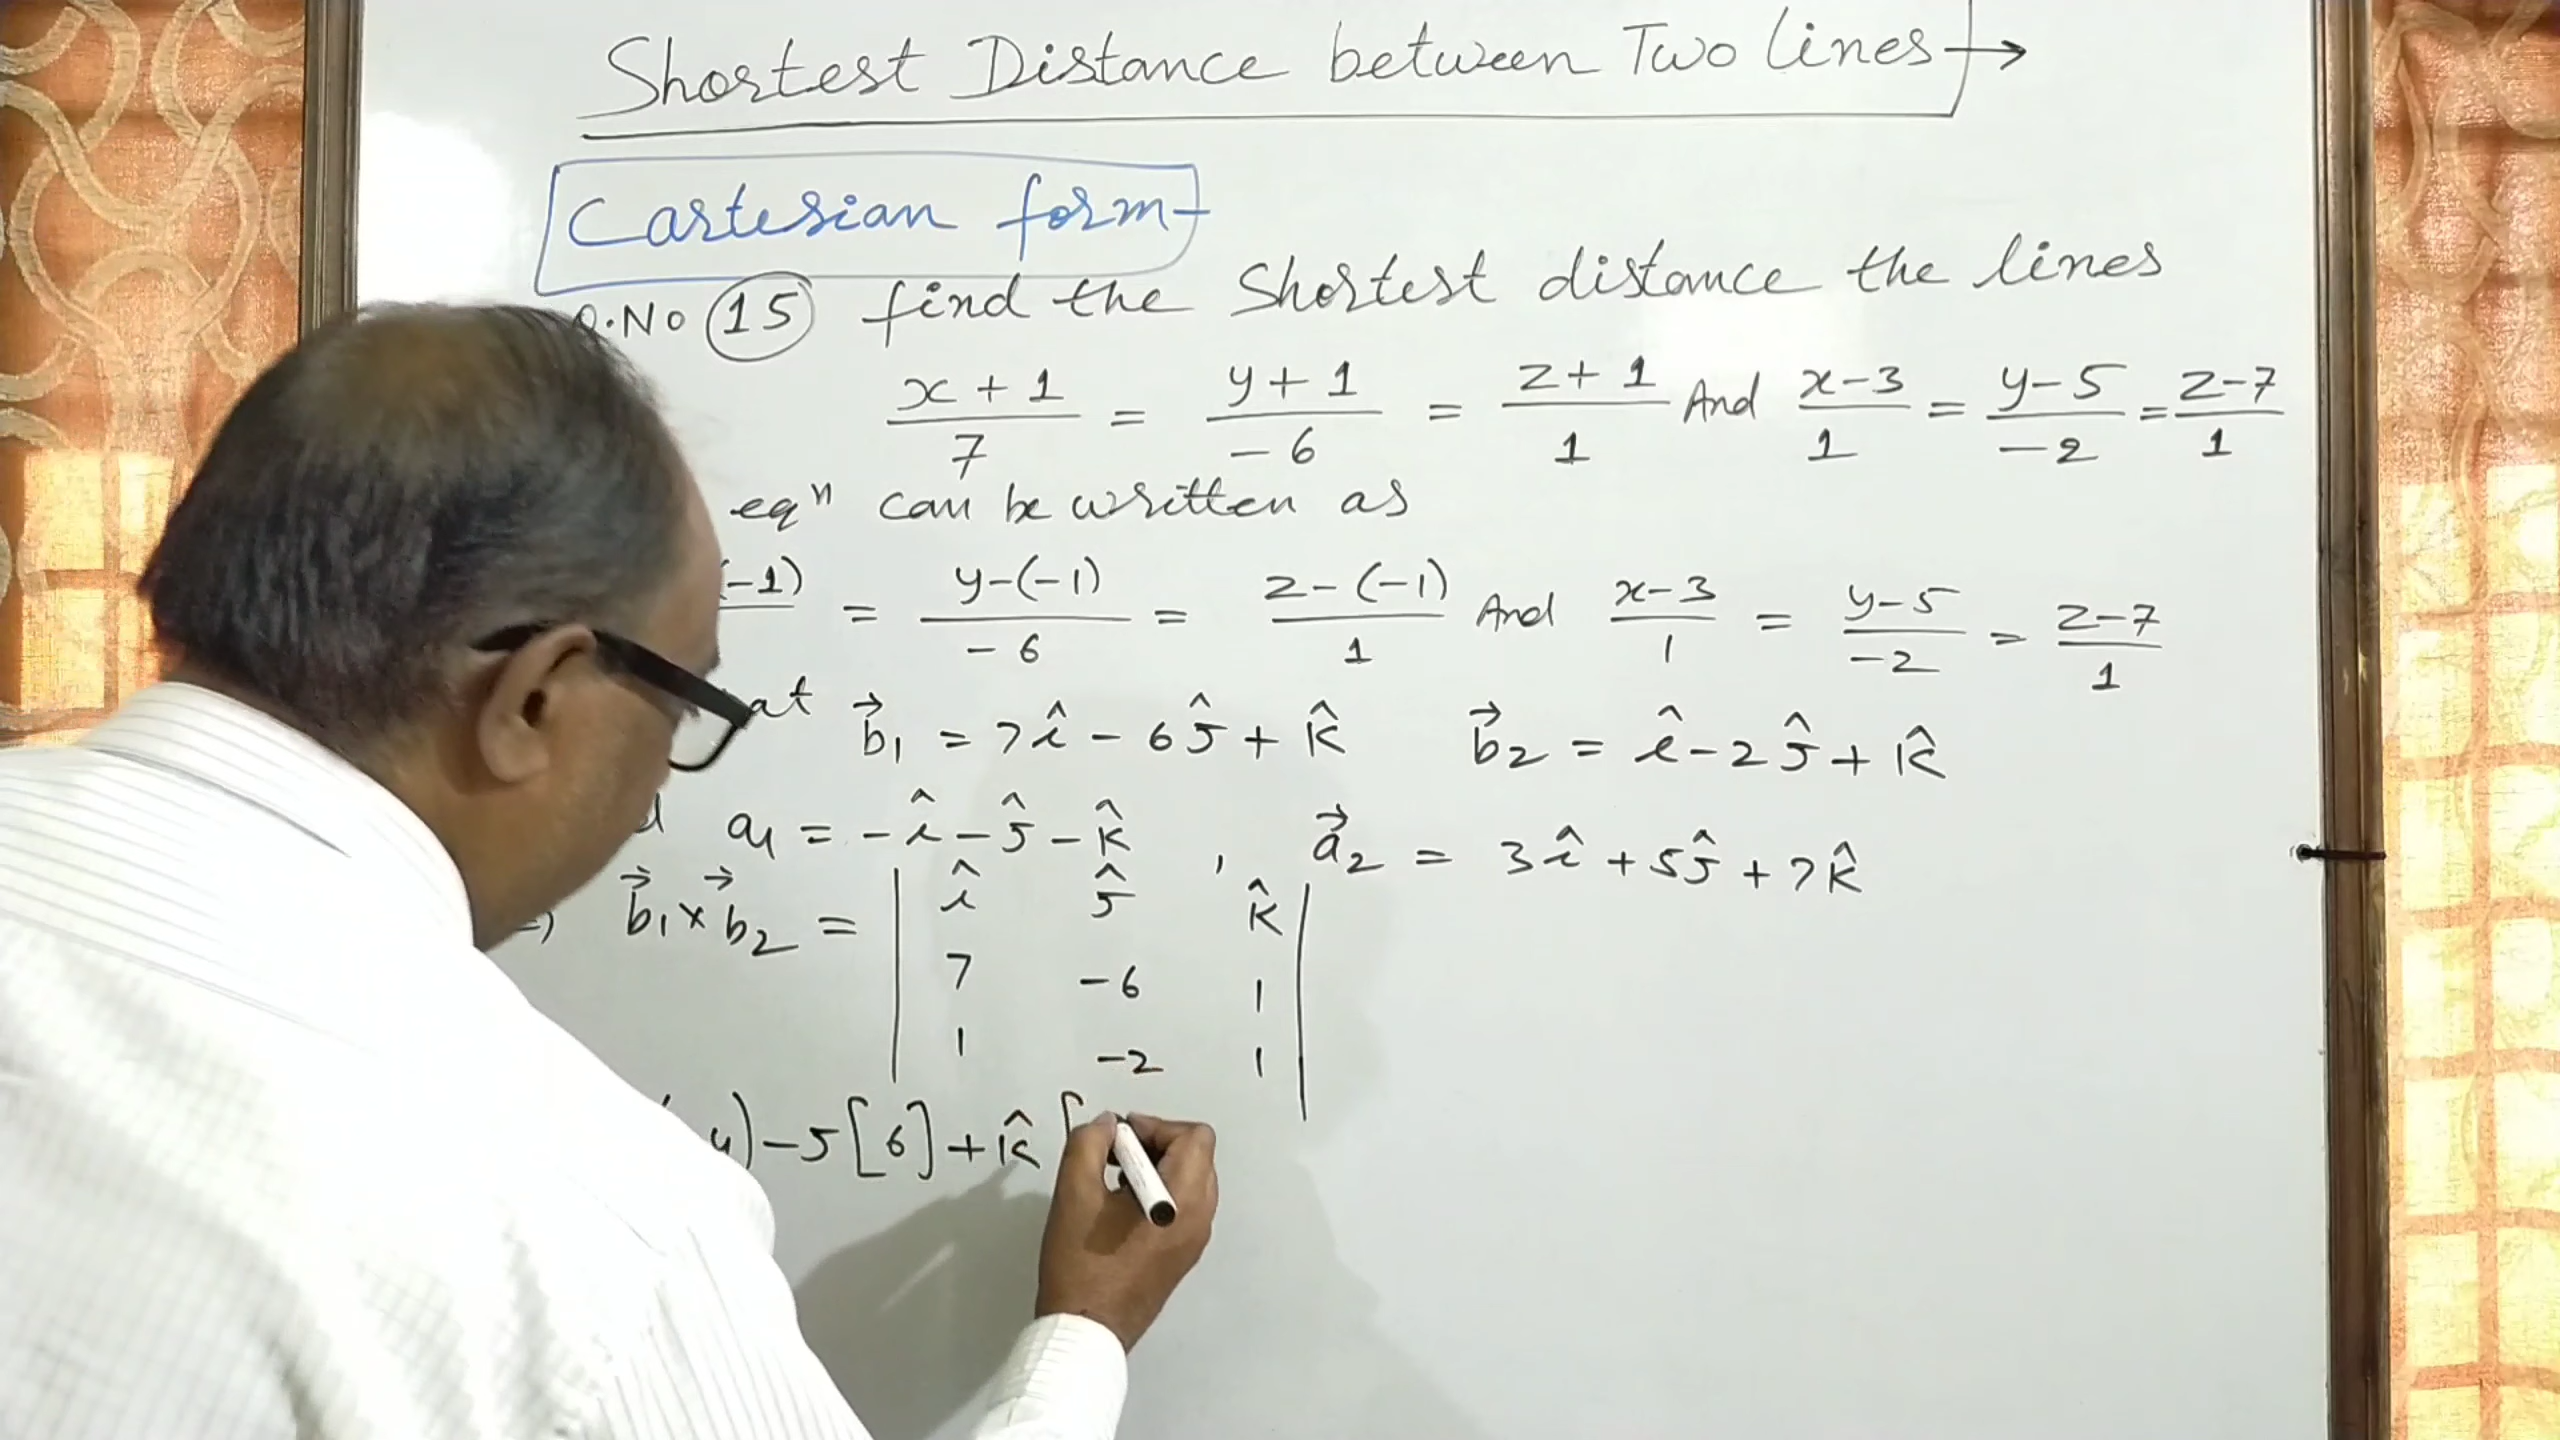 Shortest Distance between Two lines →
Cartesian form-
Q.No 15 find the Shortest distance the lines
x + 1 / 7 = y + 1 / - 6 = z + 1 / 1 And x - 3 / 1 = y - 5 / - 2 = z - 7 / 1
eqⁿ can be written as
(-1) = y-(-1) / - 6 = z-(-1) / 1 And x-3 / 1 = y-5 / -2 = z-7 / 1
at b⃗₁ = 7î - 6ĵ + k̂ b⃗₂ = î - 2ĵ + k̂
a₁ = - î - ĵ - k̂ , a⃗₂ = 3î + 5ĵ + 7k̂
⇒ b⃗₁ × b⃗₂ = | î ĵ k̂ |
7 -6 1
1 -2 1
4) - j [6] + k̂ [